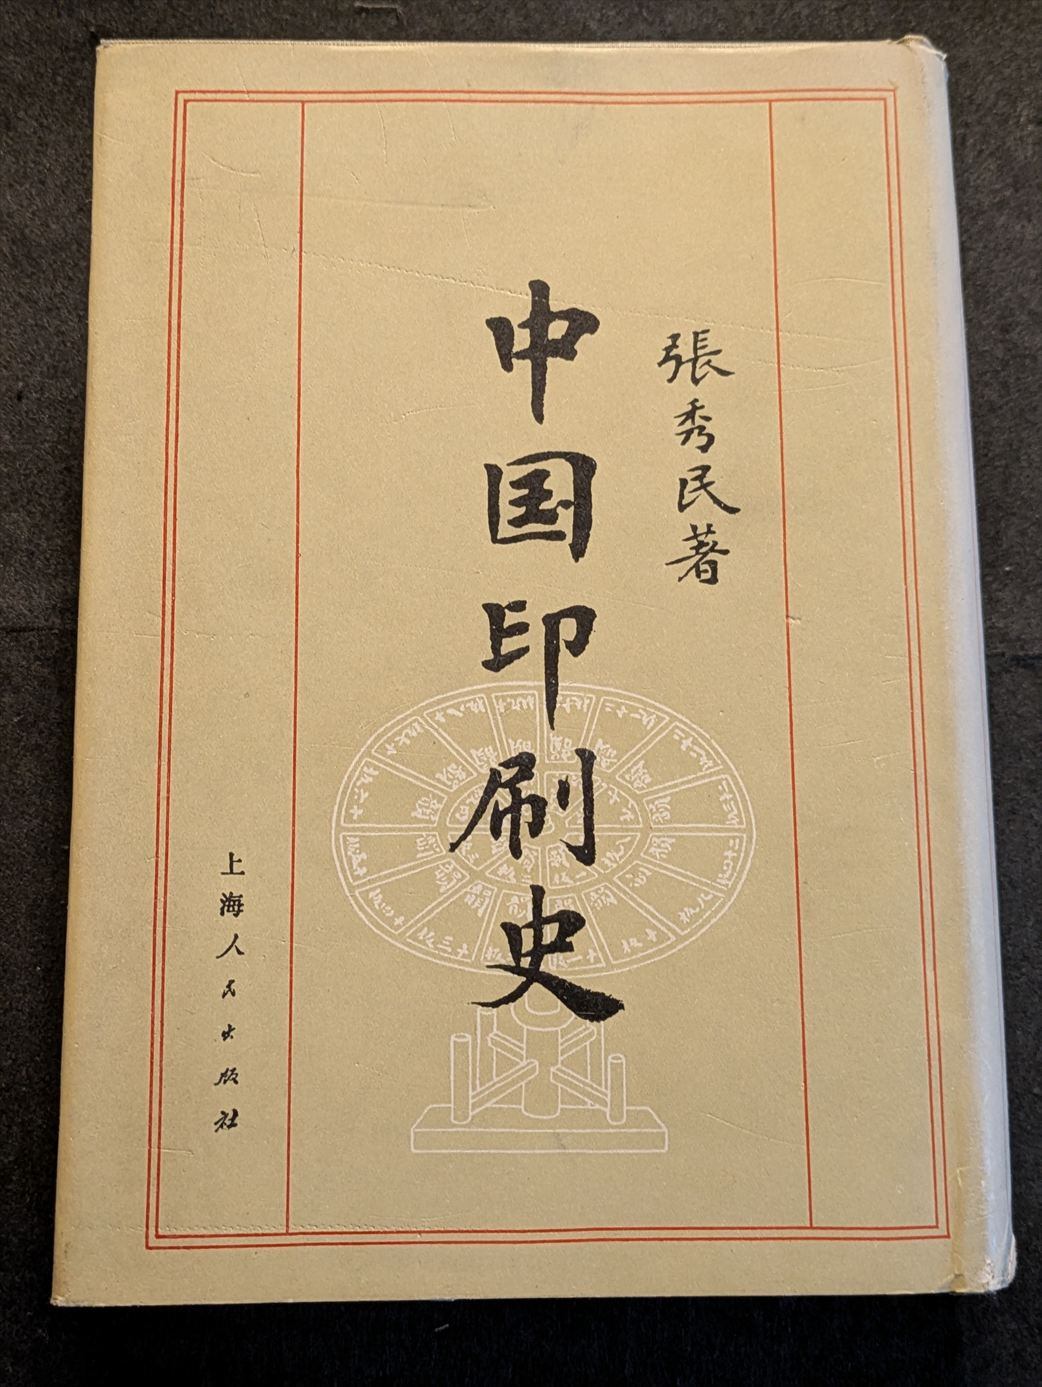 張秀民著
中国印刷史
上海人民出版社